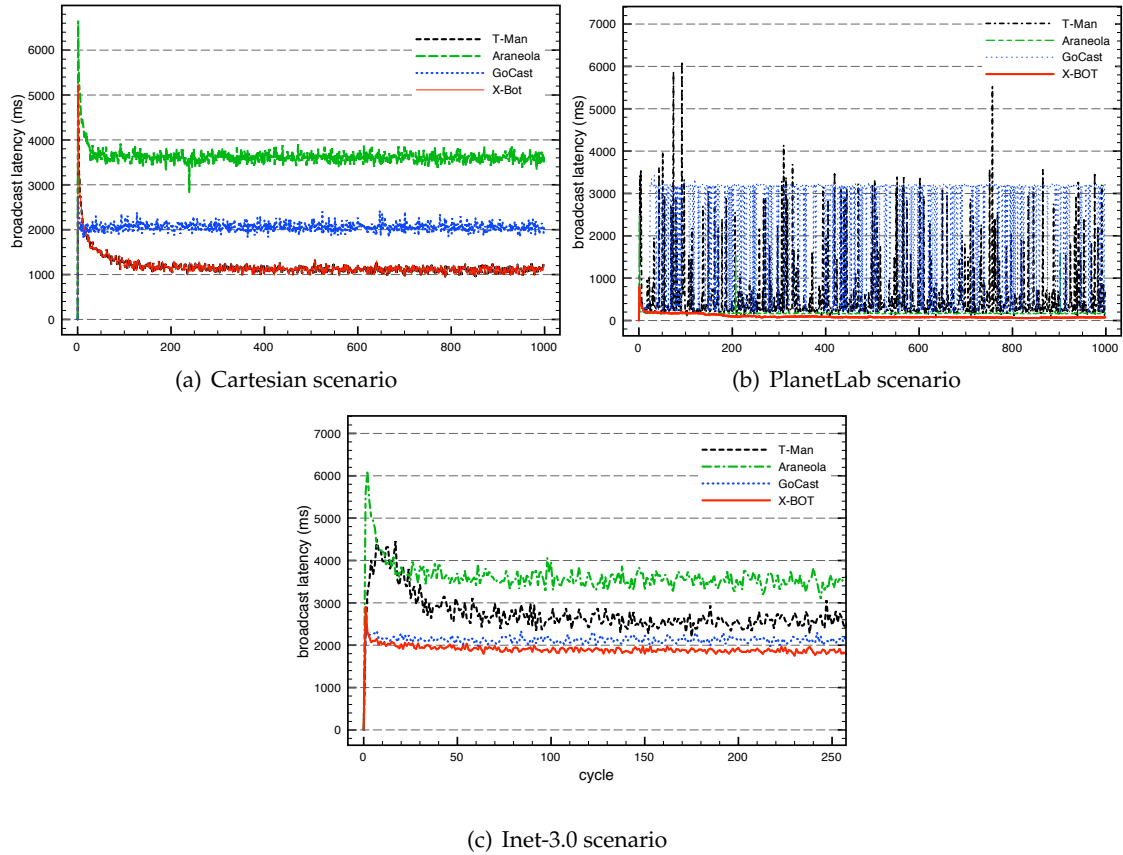 broadcast latency (ms)
6000
5000
4000
3000
2000
1000
0
T-Man
Araneola
GoCast
X-Bot
0 200 400 600 800 1000
(a) Cartesian scenario
broadcast latency (ms)
7000
6000
5000
4000
3000
2000
1000
0
T-Man
Araneola
GoCast
X-BOT
0 200 400 600 800 1000
(b) PlanetLab scenario
broadcast latency (ms)
7000
6000
5000
4000
3000
2000
1000
0
T-Man
Araneola
GoCast
X-BOT
0 50 100 150 200 250
cycle
(c) Inet-3.0 scenario